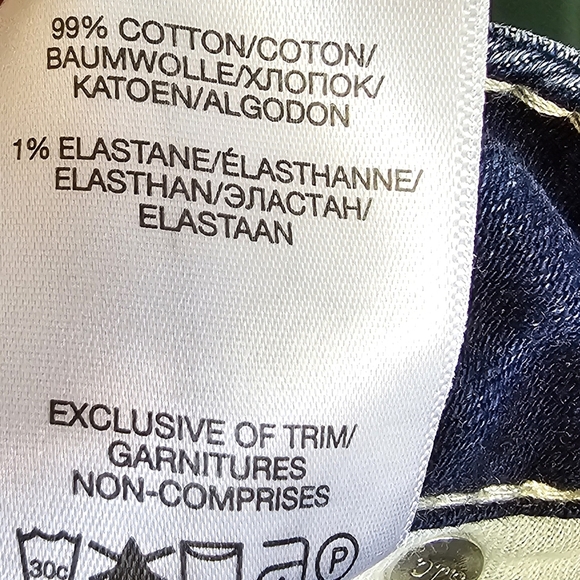 99% COTTON/COTON/
BAUMWOLLE/ХЛОПОК/
KATOEN/ALGODON
1% ELASTANE/ÉLASTHANNE/
ELASTHAN/ЭЛАСТАН/
ELASTAAN
EXCLUSIVE OF TRIM/
GARNITURES
NON-COMPRISES
30c P